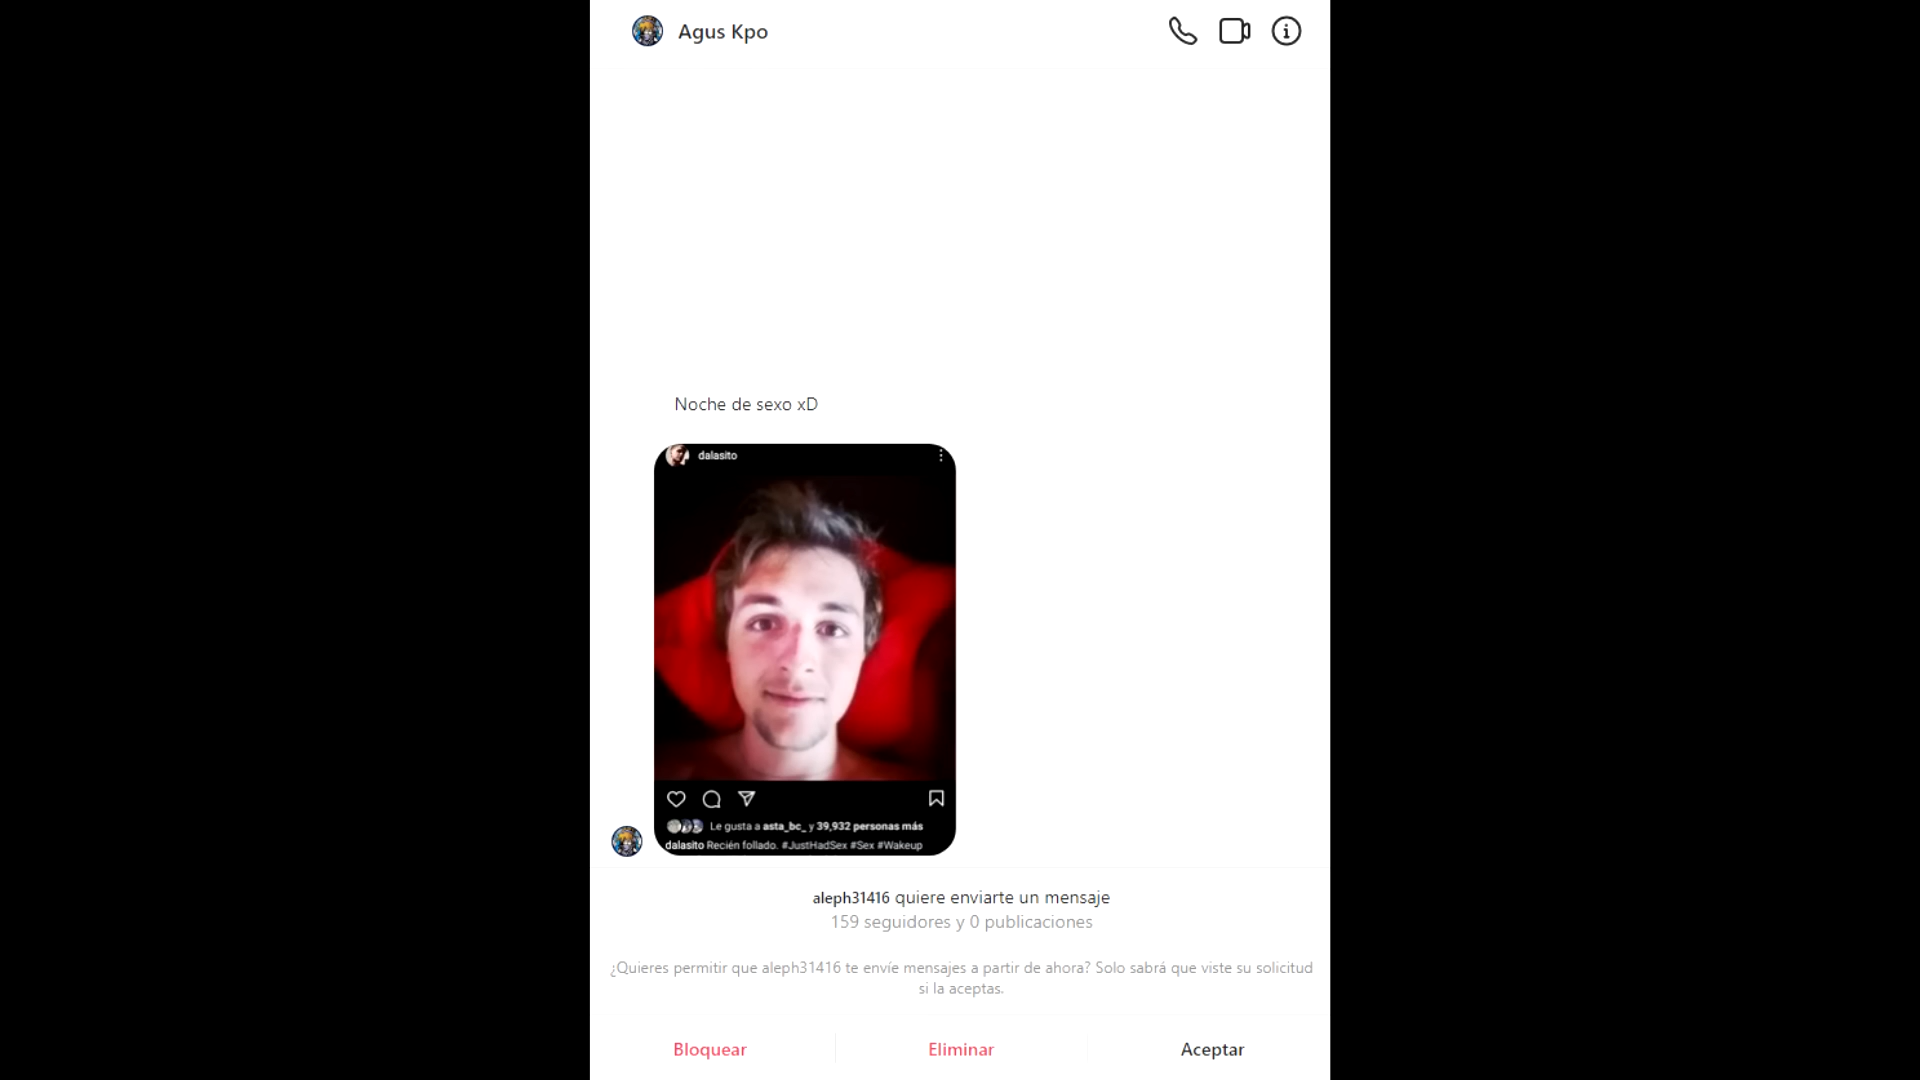 Agus Kpo
Noche de sexo xD
dalasito
Le gusta a asta_bc_ y 39,932 personas más
dalasito Recién follado. #JustHadSex #Sex #Wakeup
aleph31416 quiere enviarte un mensaje
159 seguidores y 0 publicaciones
¿Quieres permitir que aleph31416 te envíe mensajes a partir de ahora? Solo sabrá que viste su solicitud
si la aceptas.
Bloquear Eliminar Aceptar